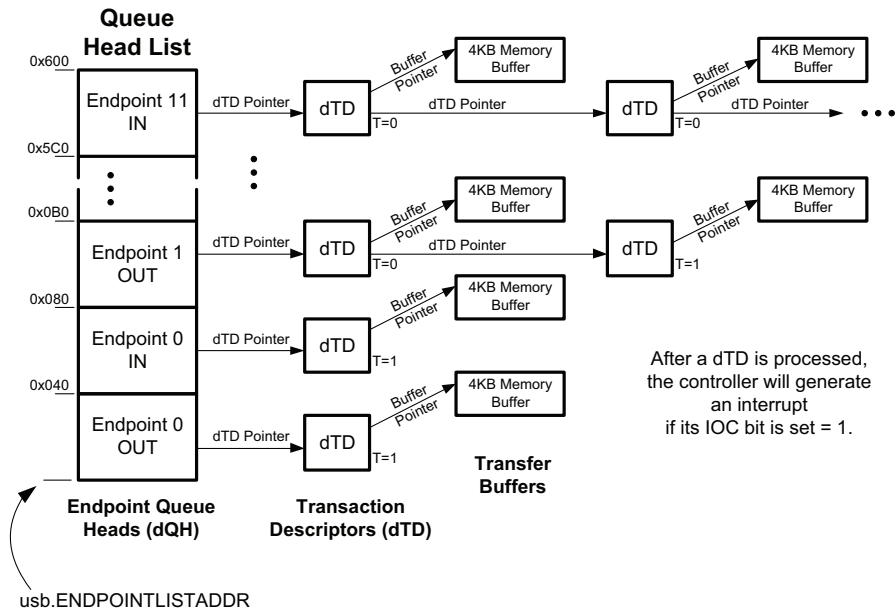 Queue
Head List
0x600
Endpoint 11
IN
dTD Pointer
dTD
T=0
Buffer
Pointer
4KB Memory
Buffer
dTD Pointer
dTD
T=0
Buffer
Pointer
4KB Memory
Buffer
dTD Pointer
0x5C0
0x0B0
Endpoint 1
OUT
dTD Pointer
dTD
T=0
Buffer
Pointer
4KB Memory
Buffer
dTD Pointer
dTD
T=1
Buffer
Pointer
4KB Memory
Buffer
0x080
Endpoint 0
IN
dTD Pointer
dTD
T=1
Buffer
Pointer
4KB Memory
Buffer
0x040
Endpoint 0
OUT
dTD Pointer
dTD
T=1
Buffer
Pointer
4KB Memory
Buffer
After a dTD is processed,
the controller will generate
an interrupt
if its IOC bit is set = 1.
Endpoint Queue
Heads (dQH)
Transaction
Descriptors (dTD)
Transfer
Buffers
usb.ENDPOINTLISTADDR